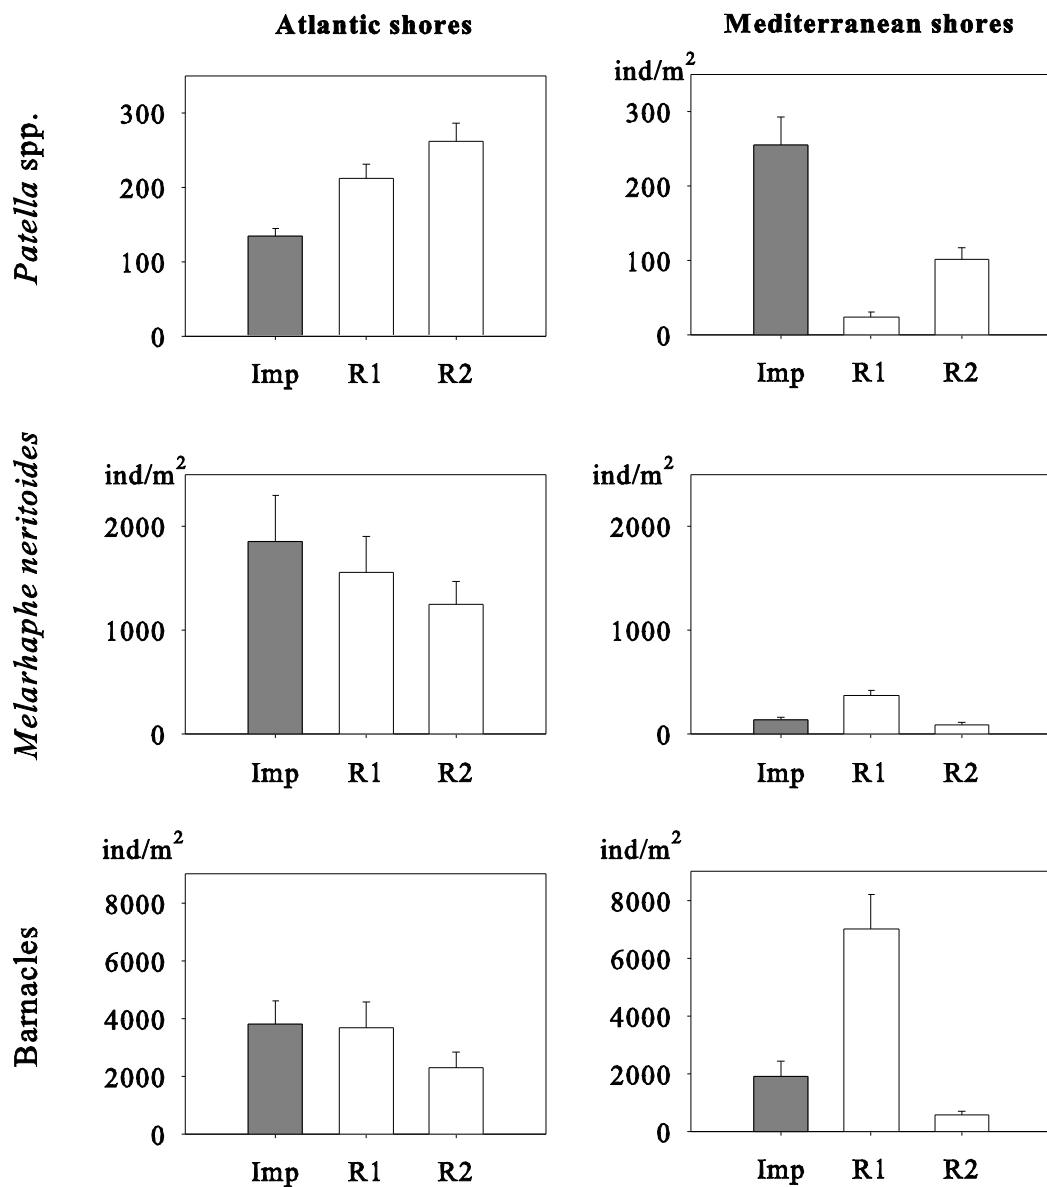 Atlantic shores
Mediterranean shores
ind/m²
Patella spp.
300
200
100
0
Imp R1 R2
300
200
100
0
Imp R1 R2
Melarhaphe neritoides
ind/m²
2000
1000
0
Imp R1 R2
ind/m²
2000
1000
0
Imp R1 R2
Barnacles
ind/m²
8000
6000
4000
2000
0
Imp R1 R2
ind/m²
8000
6000
4000
2000
0
Imp R1 R2